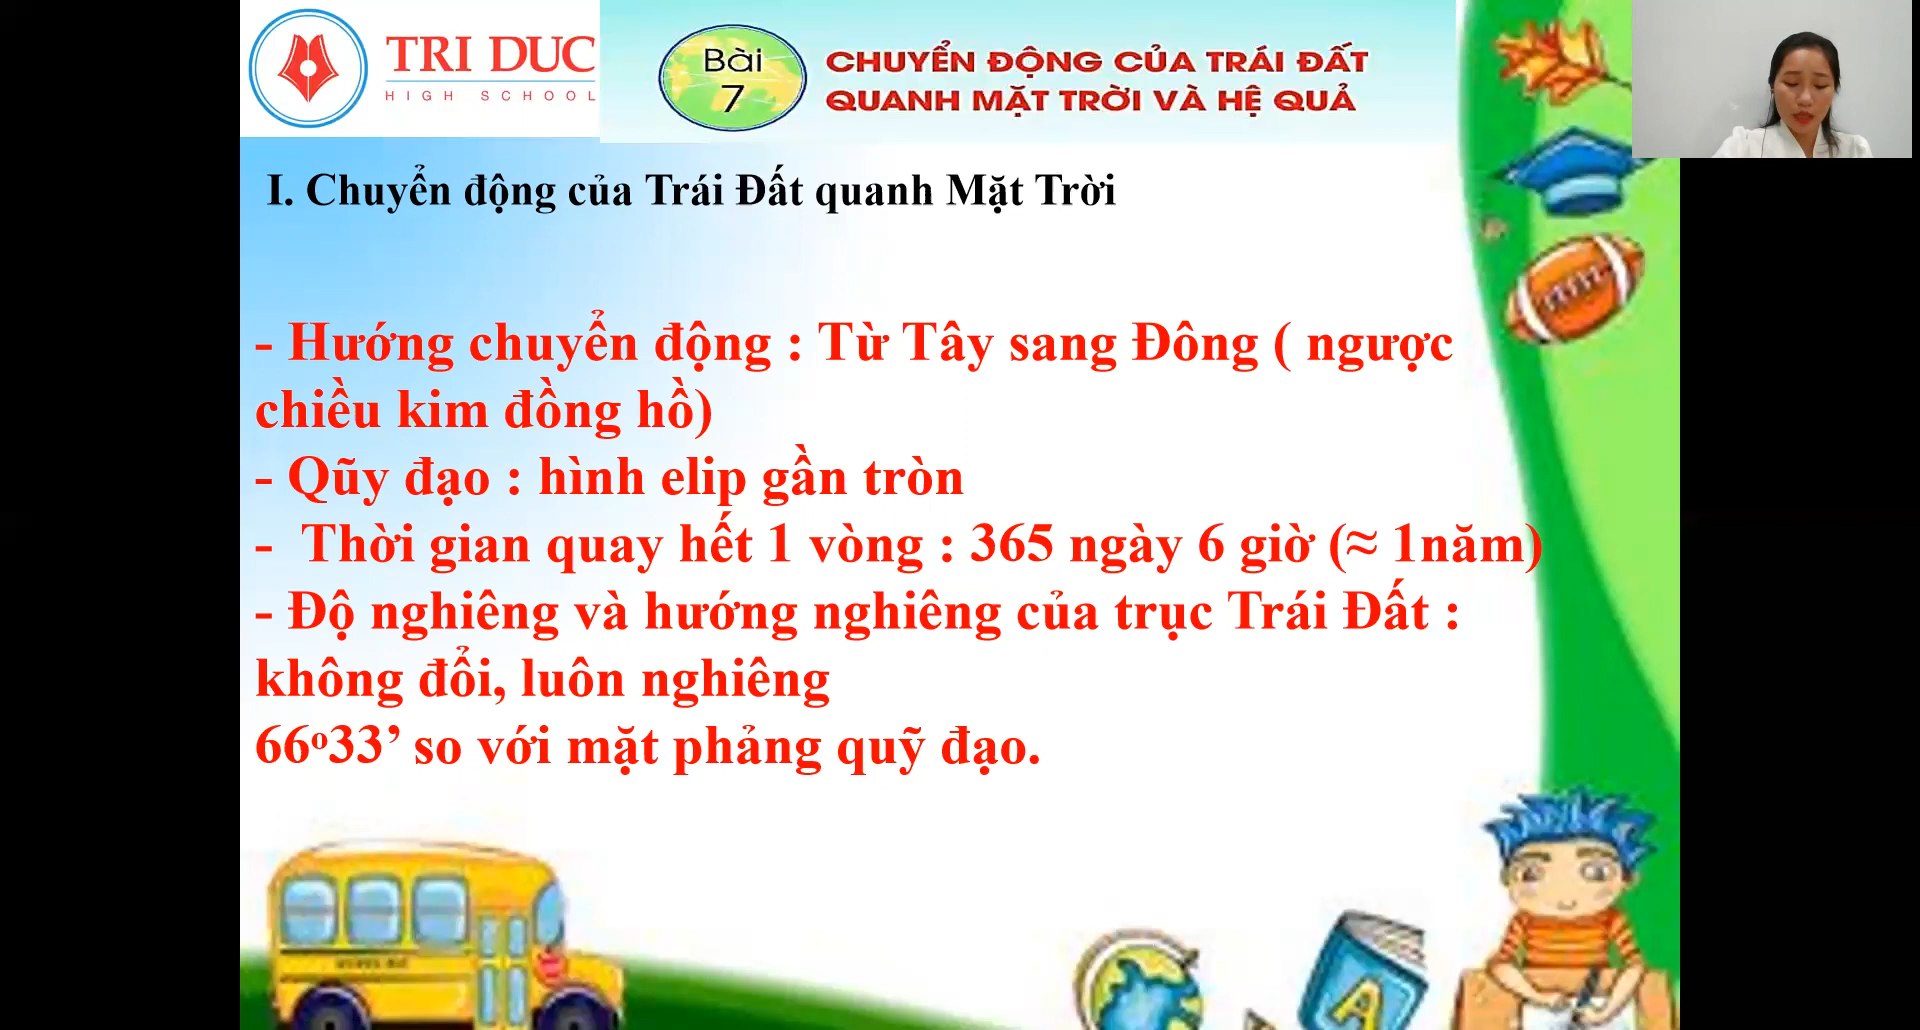 TRI DUC
HIGH SCHOOL
Bài
7
CHUYỂN ĐỘNG CỦA TRÁI ĐẤT
QUANH MẶT TRỜI VÀ HỆ QUẢ
I. Chuyển động của Trái Đất quanh Mặt Trời
- Hướng chuyển động : Từ Tây sang Đông ( ngược
chiều kim đồng hồ)
- Qũy đạo : hình elip gần tròn
- Thời gian quay hết 1 vòng : 365 ngày 6 giờ (≈ 1năm)
- Độ nghiêng và hướng nghiêng của trục Trái Đất :
không đổi, luôn nghiêng
66º33’ so với mặt phảng quỹ đạo.
SCHOOL BUS
A